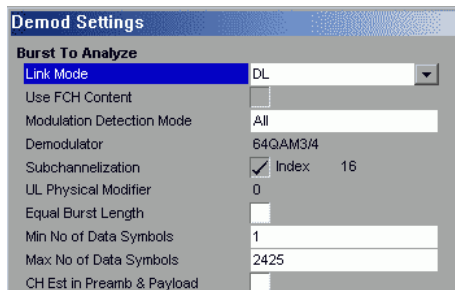 Demod Settings
Burst To Analyze
Link Mode DL
Use FCH Content
Modulation Detection Mode All
Demodulator 64QAM3/4
Subchannelization Index 16
UL Physical Modifier 0
Equal Burst Length
Min No of Data Symbols 1
Max No of Data Symbols 2425
CH Est in Preamb & Payload